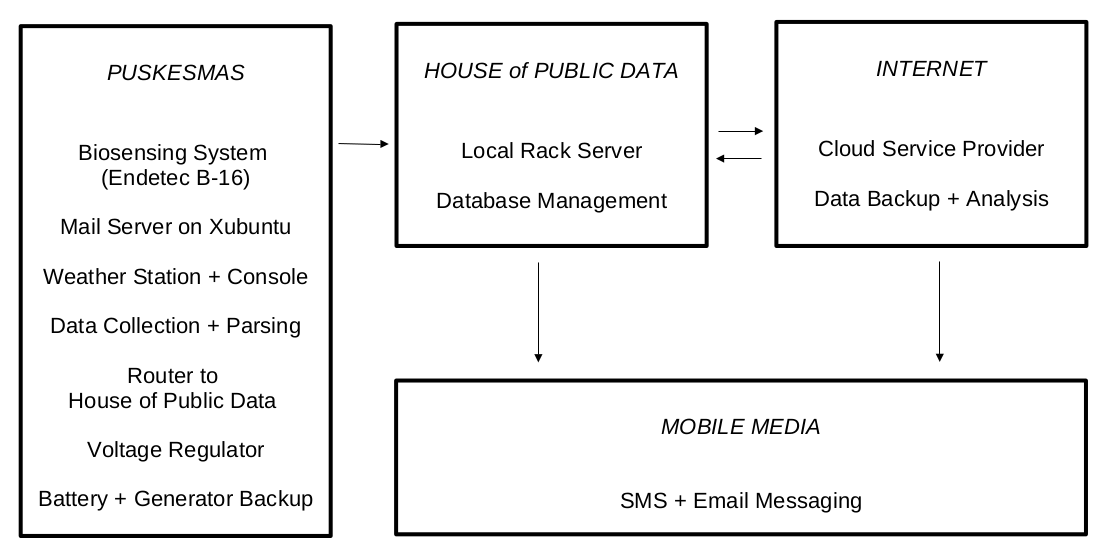 PUSKESMAS
Biosensing System
(Endetec B-16)
Mail Server on Xubuntu
Weather Station + Console
Data Collection + Parsing
Router to
House of Public Data
Voltage Regulator
Battery + Generator Backup
HOUSE of PUBLIC DATA
Local Rack Server
Database Management
INTERNET
Cloud Service Provider
Data Backup + Analysis
MOBILE MEDIA
SMS + Email Messaging